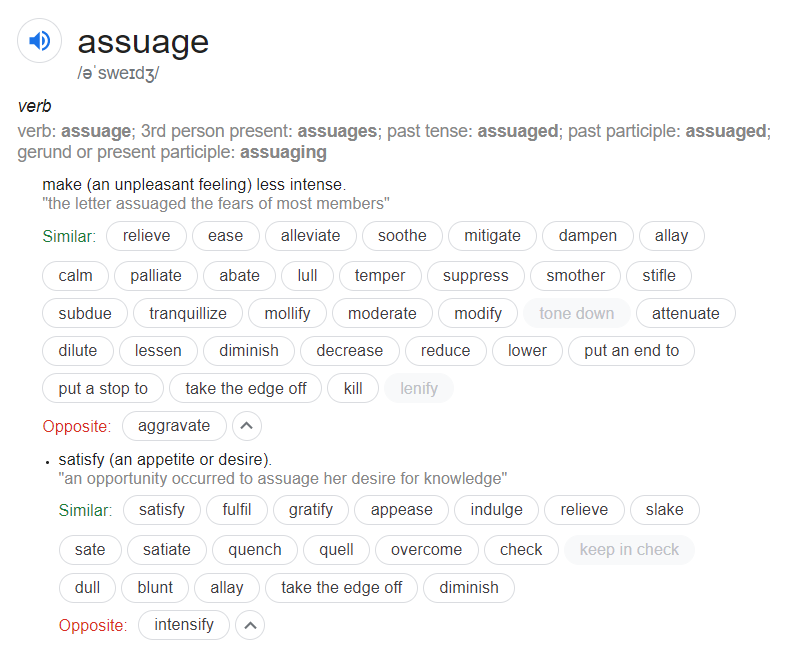 assuage
/əˈsweɪdʒ/
verb
verb: assuage; 3rd person present: assuages; past tense: assuaged; past participle: assuaged;
gerund or present participle: assuaging
make (an unpleasant feeling) less intense.
"the letter assuaged the fears of most members"
Similar: relieve ease alleviate soothe mitigate dampen allay
calm palliate abate lull temper suppress smother stifle
subdue tranquillize mollify moderate modify tone down attenuate
dilute lessen diminish decrease reduce lower put an end to
put a stop to take the edge off kill lenify
Opposite: aggravate
• satisfy (an appetite or desire).
"an opportunity occurred to assuage her desire for knowledge"
Similar: satisfy fulfil gratify appease indulge relieve slake
sate satiate quench quell overcome check keep in check
dull blunt allay take the edge off diminish
Opposite: intensify